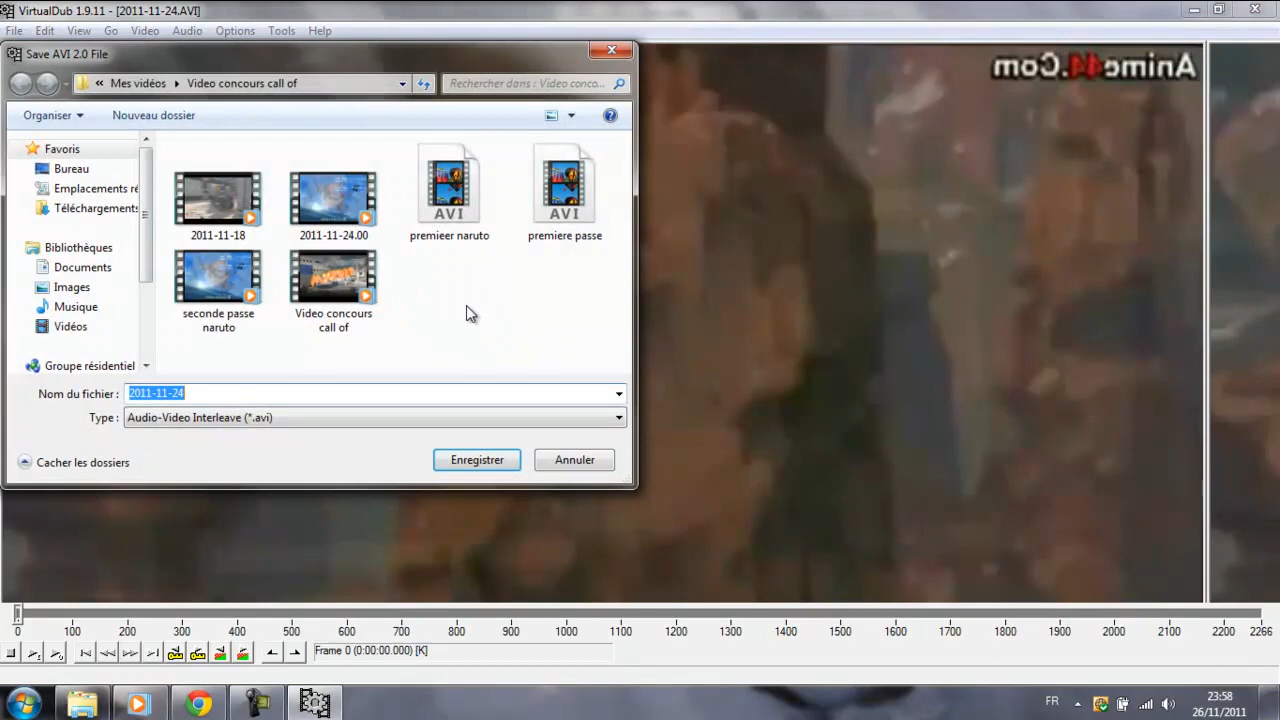 VirtualDub 1.9.11 - [2011-11-24.AVI]
File Edit View Go Video Audio Options Tools Help
Save AVI 2.0 File
« Mes vidéos Video concours call of
Rechercher dans : Video conco...
Organiser Nouveau dossier
Favoris
Bureau
Emplacements ré
Téléchargements
Bibliothèques
Documents
Images
Musique
Vidéos
Groupe résidentiel
AVI AVI
2011-11-18 2011-11-24.00 premieer naruto premiere passe
seconde passe naruto
Video concours call of
Nom du fichier : 2011-11-24
Type : Audio-Video Interleave (*.avi)
Cacher les dossiers Enregistrer Annuler
Anime44.Com
0 100 200 300 400 500 600 700 800 900 1000 1100 1200 1300 1400 1500 1600 1700 1800 1900 2000 2100 2200 2266
Frame 0 (0:00:00.000) [K]
FR
23:58
26/11/2011